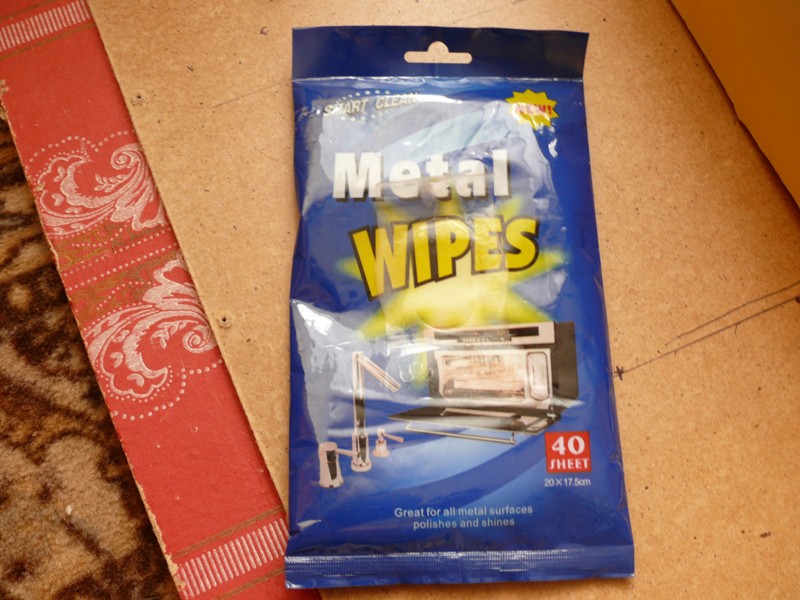 SMART CLEAN
NEW!
Metal
WIPES
40
SHEET
20×17.5cm
Great for all metal surfaces
polishes and shines